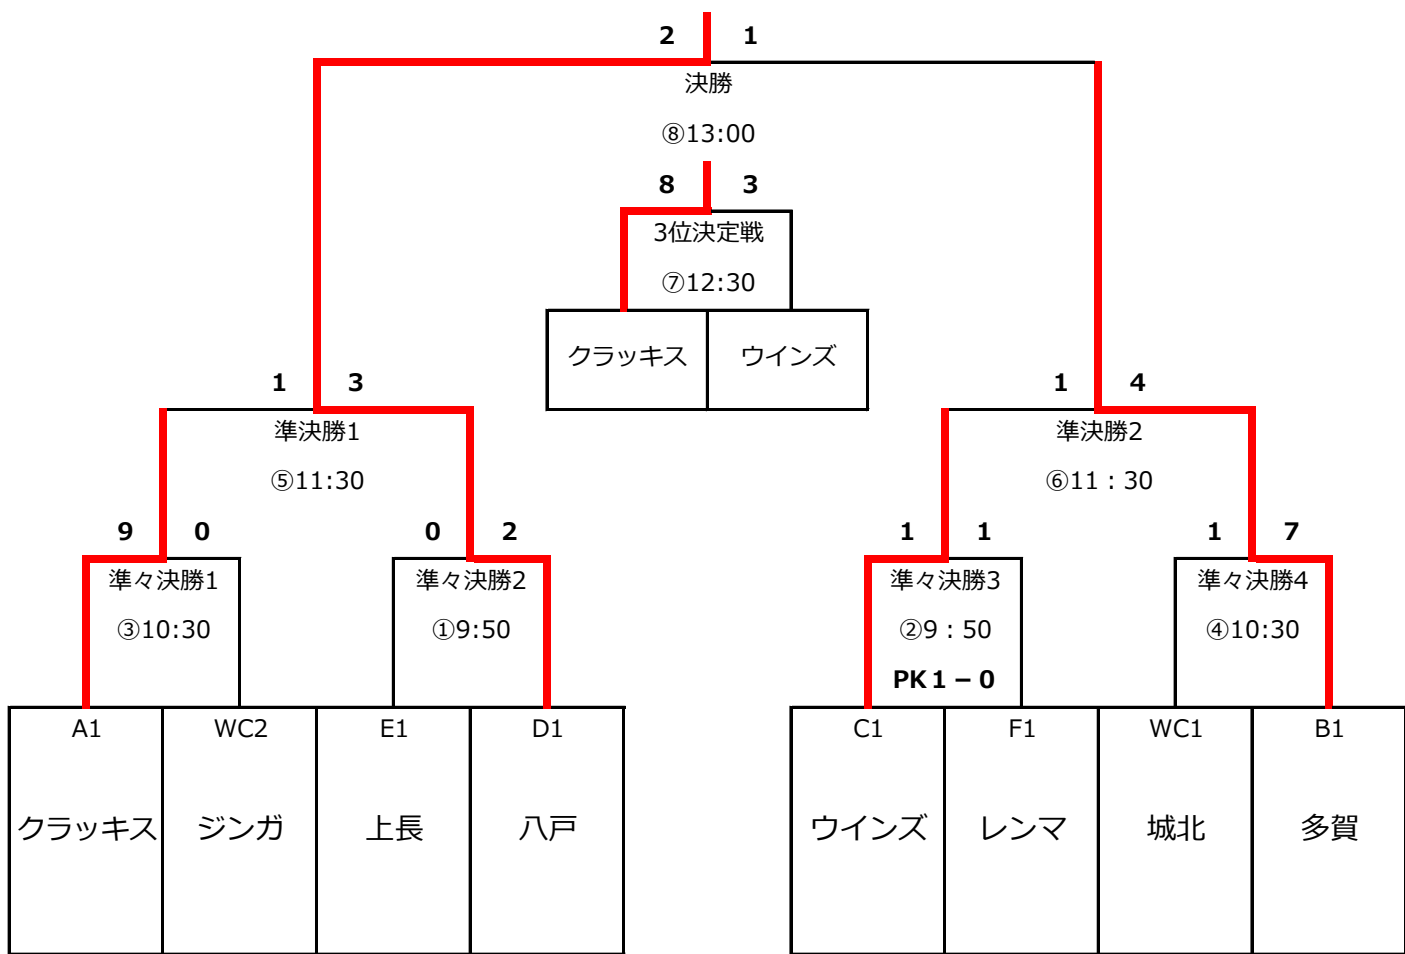 2 1
決勝
⑧13:00
8 3
3位決定戦
⑦12:30
クラッキス ウインズ
1 3 1 4
準決勝1 準決勝2
⑤11:30 ⑥11：30
9 0 0 2 1 1 1 7
準々決勝1 準々決勝2 準々決勝3 準々決勝4
③10:30 ①9:50 ②9：50 ④10:30
PK１－０
A1 WC2 E1 D1 C1 F1 WC1 B1
クラッキス ジンガ 上長 八戸 ウインズ レンマ 城北 多賀